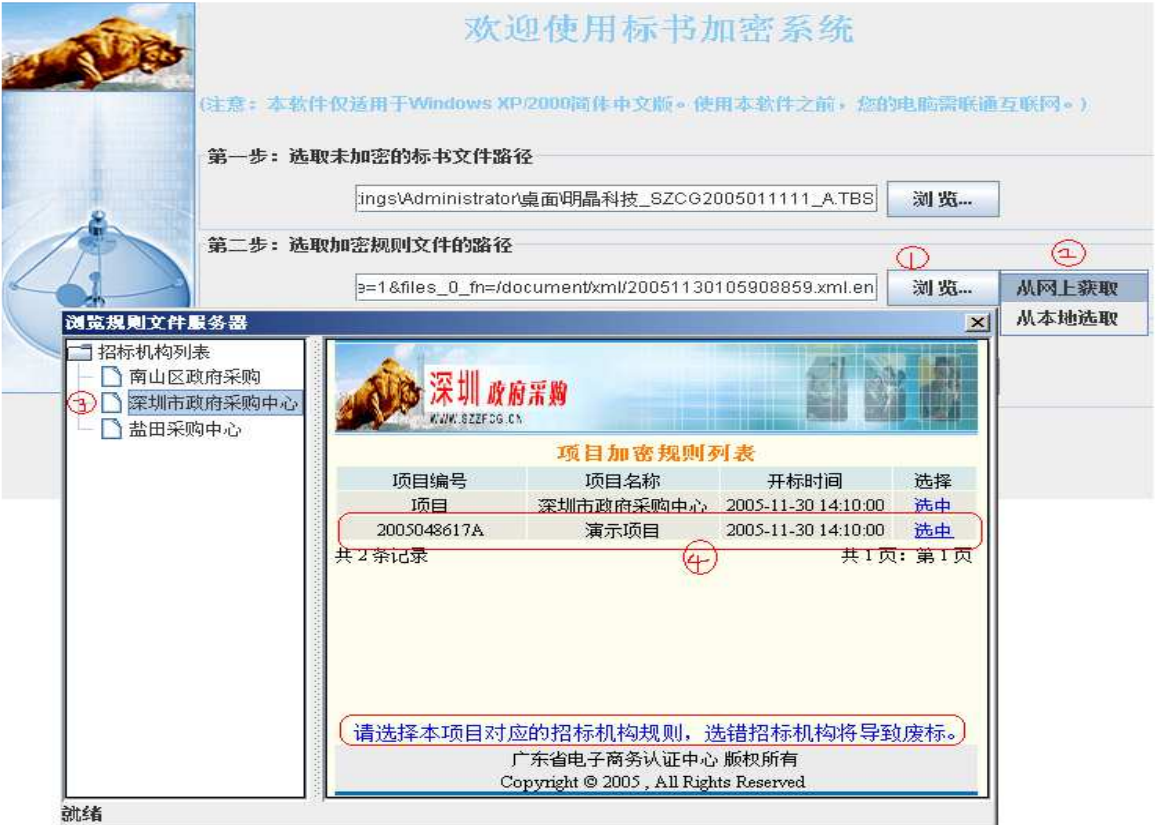 欢迎使用标书加密系统
(注意：本软件仅适用于Windows XP/2000简体中文版。使用本软件之前，您的电脑需联通互联网。)
第一步：选取未加密的标书文件路径
:ings\Administrator\桌面\明晶科技_SZCG2005011111_A.TBS 浏 览...
第二步：选取加密规则文件的路径
① ②
e=1&files_0_fn=/document/xml/20051130105908859.xml.en 浏 览... 从网上获取
从本地选取
浏览规则文件服务器
招标机构列表
南山区政府采购
③ 深圳市政府采购中心
盐田采购中心
深圳 政府采购
WWW.SZZFCG.CN
项目加密规则列表
项目编号 项目名称 开标时间 选择
项目 深圳市政府采购中心 2005-11-30 14:10:00 选中
2005048617A 演示项目 2005-11-30 14:10:00 选中
共 2 条记录 共 1 页：第 1 页
④
请选择本项目对应的招标机构规则，选错招标机构将导致废标。
广东省电子商务认证中心 版权所有
Copyright © 2005 , All Rights Reserved
就绪